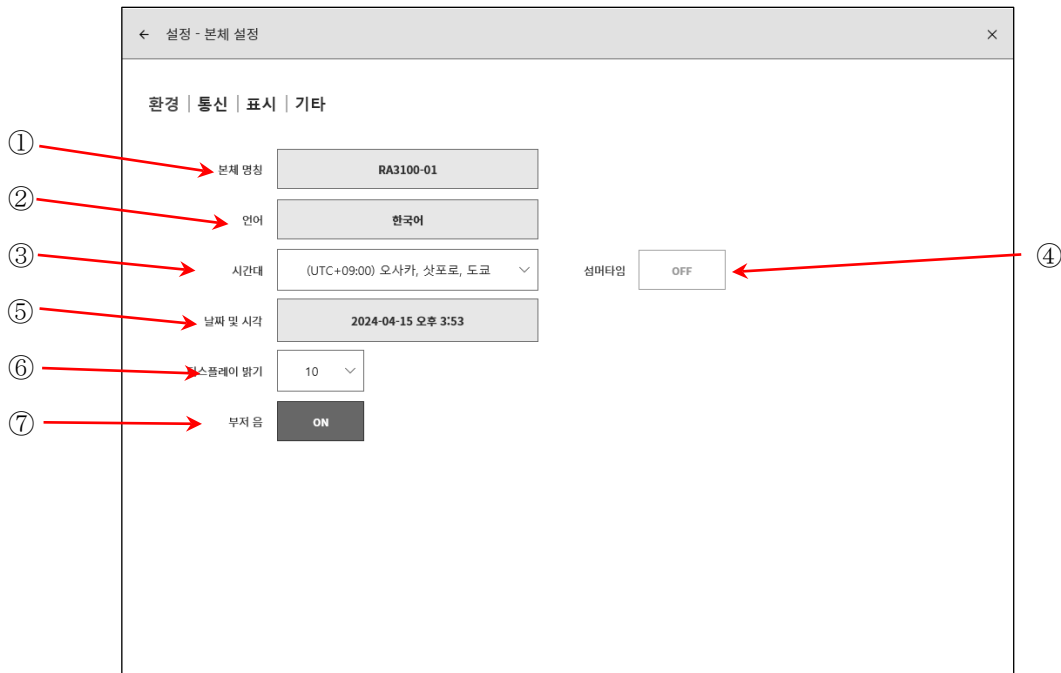 ← 설정 - 본체 설정 ×
환경 | 통신 | 표시 | 기타
① 본체 명칭 RA3100-01
② 언어 한국어
③ 시간대 (UTC+09:00) 오사카, 삿포로, 도쿄 섬머타임 OFF ④
⑤ 날짜 및 시각 2024-04-15 오후 3:53
⑥ 스플레이 밝기 10
⑦ 부저 음 ON